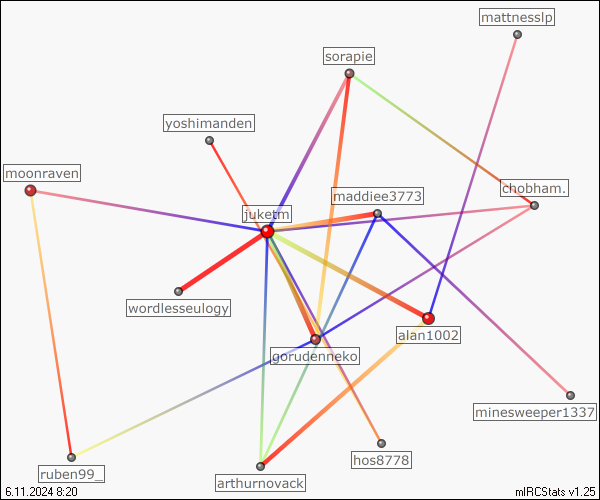 mattnesslp
sorapie
yoshimanden
moonraven
maddiee3773
chobham.
juketm
wordlesseulogy
alan1002
gorudenneko
minesweeper1337
hos8778
ruben99_
arthurnovack
6.11.2024 8:20
mIRCStats v1.25